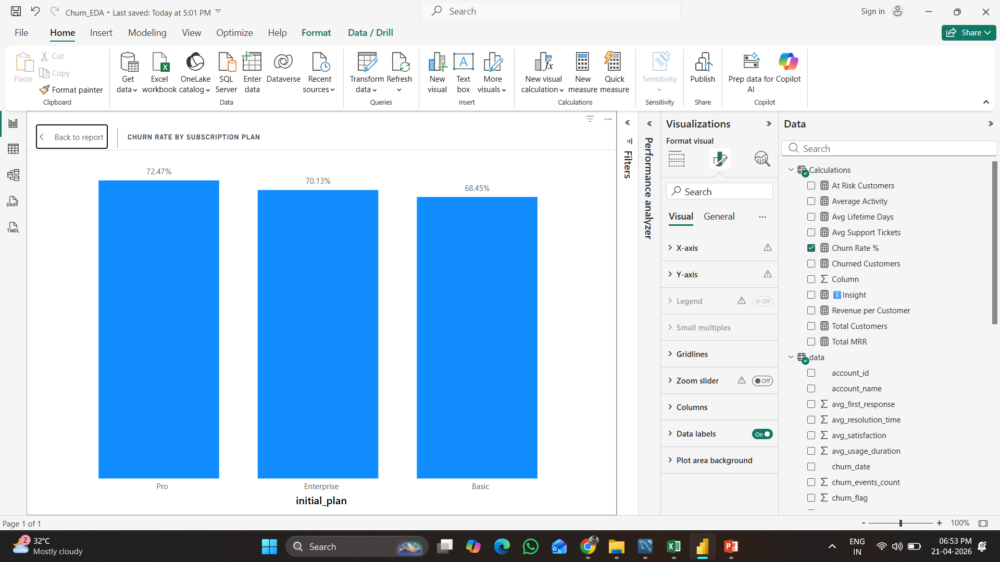 Churn_EDA • Last saved: Today at 5:01 PM
Search
Sign in
File Home Insert Modeling View Optimize Help Format Data / Drill
Share
Paste
Cut
Copy
Format painter
Clipboard
Get data
Excel workbook
OneLake catalog
SQL Server
Enter data
Dataverse
Recent sources
Data
Transform data
Refresh
Queries
New visual
Text box
More visuals
Insert
New visual calculation
New measure
Quick measure
Calculations
Sensitivity
Sensitivity
Publish
Share
Prep data for AI
Copilot
Copilot
DAX
TMDL
Back to report
CHURN RATE BY SUBSCRIPTION PLAN
72.47%
70.13%
68.45%
Pro
Enterprise
Basic
initial_plan
Filters
Performance analyzer
Visualizations
Format visual
Search
Visual General
X-axis
Y-axis
Legend Off
Small multiples
Gridlines
Zoom slider Off
Columns
Data labels On
Plot area background
Data
Search
Calculations
At Risk Customers
Average Activity
Avg Lifetime Days
Avg Support Tickets
Churn Rate %
Churned Customers
Column
ℹ️Insight
Revenue per Customer
Total Customers
Total MRR
data
account_id
account_name
avg_first_response
avg_resolution_time
avg_satisfaction
avg_usage_duration
churn_date
churn_events_count
churn_flag
Page 1 of 1
- + 100%
2
32°C
Mostly cloudy
Search
ENG
IN
06:53 PM
21-04-2026